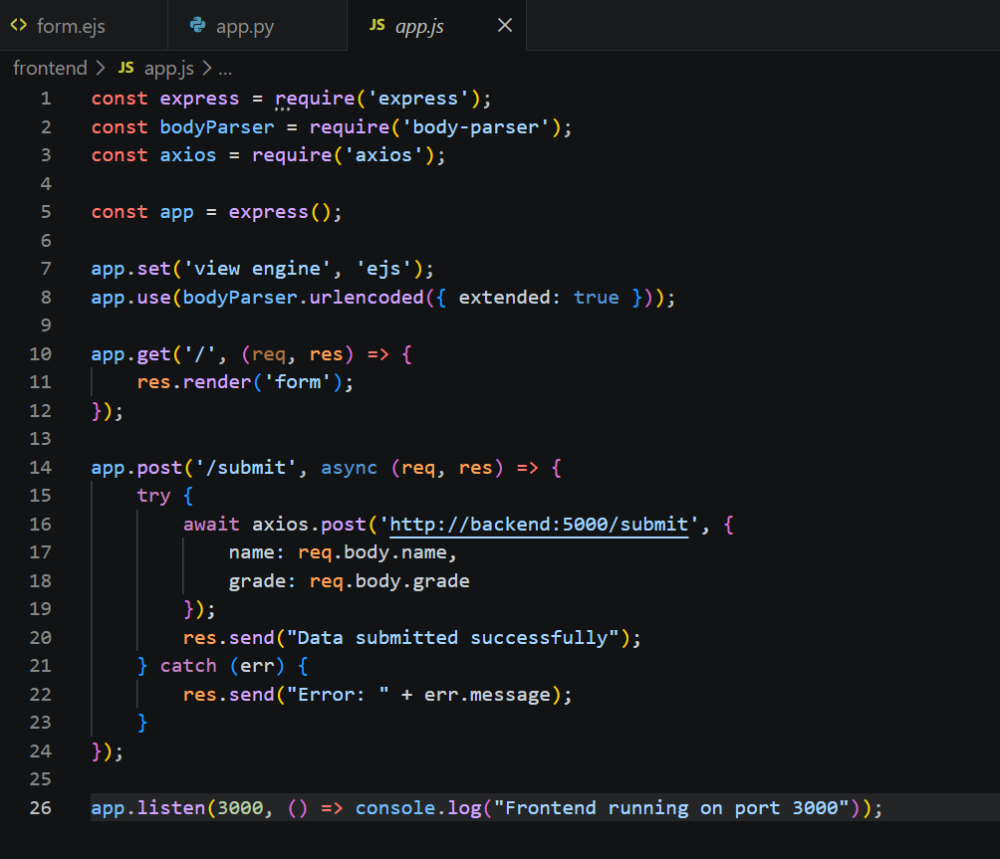 <> form.ejs app.py JS app.js
frontend > JS app.js > ...
1 const express = require('express');
2 const bodyParser = require('body-parser');
3 const axios = require('axios');
4
5 const app = express();
6
7 app.set('view engine', 'ejs');
8 app.use(bodyParser.urlencoded({ extended: true }));
9
10 app.get('/', (req, res) => {
11     res.render('form');
12 });
13
14 app.post('/submit', async (req, res) => {
15     try {
16         await axios.post('http://backend:5000/submit', {
17             name: req.body.name,
18             grade: req.body.grade
19         });
20         res.send("Data submitted successfully");
21     } catch (err) {
22         res.send("Error: " + err.message);
23     }
24 });
25
26 app.listen(3000, () => console.log("Frontend running on port 3000"));